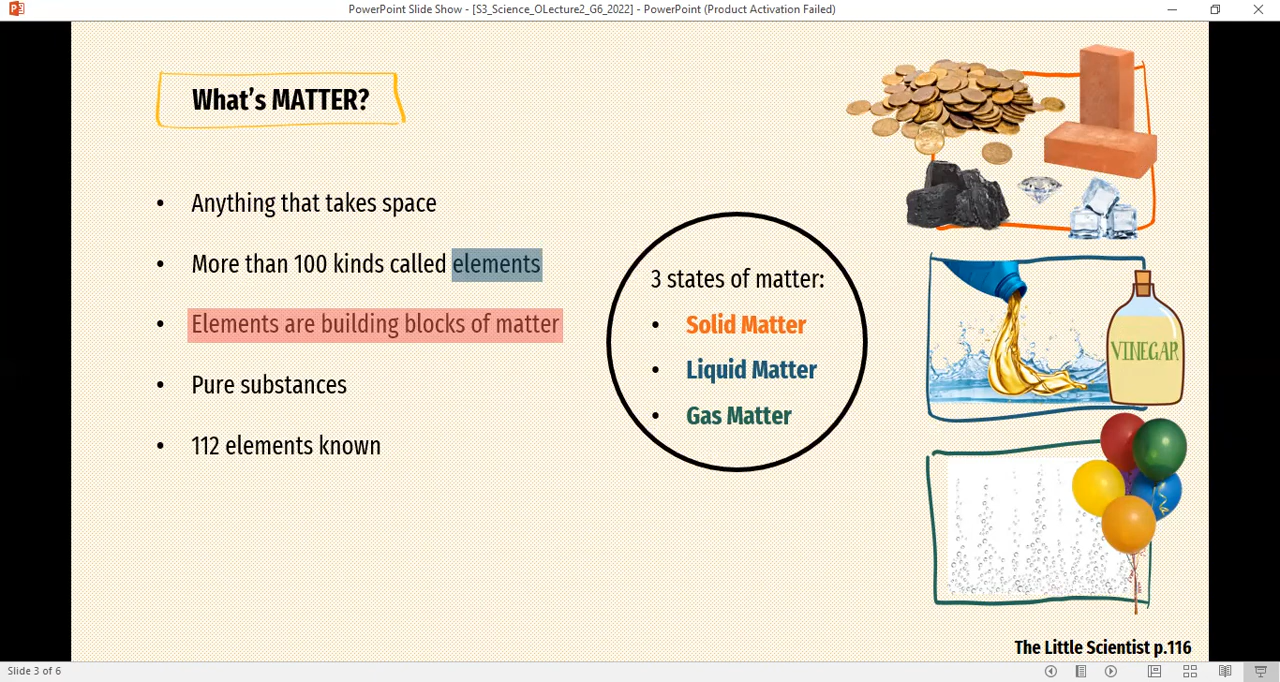 PowerPoint Slide Show - [S3_Science_OLecture2_G6_2022] - PowerPoint (Product Activation Failed)
What's MATTER?
• Anything that takes space
• More than 100 kinds called elements
• Elements are building blocks of matter
• Pure substances
• 112 elements known
3 states of matter:
• Solid Matter
• Liquid Matter
• Gas Matter
VINEGAR
The Little Scientist p.116
Slide 3 of 6